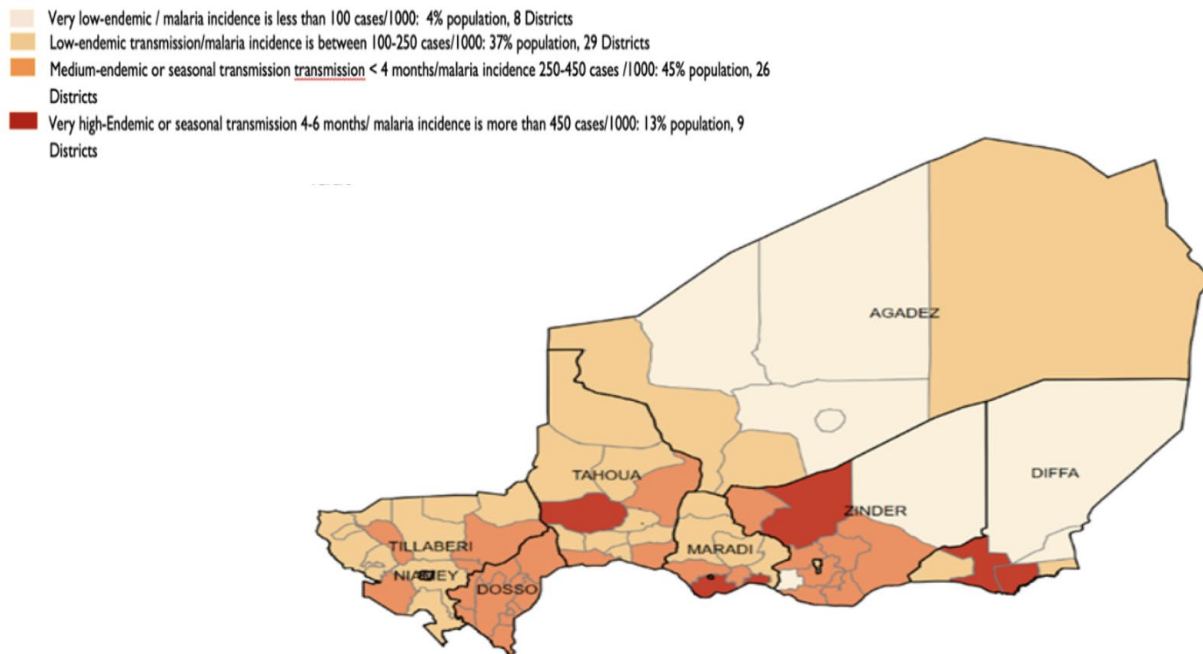 Very low-endemic / malaria incidence is less than 100 cases/1000: 4% population, 8 Districts
Low-endemic transmission/malaria incidence is between 100-250 cases/1000: 37% population, 29 Districts
Medium-endemic or seasonal transmission transmission < 4 months/malaria incidence 250-450 cases /1000: 45% population, 26
Districts
Very high-Endemic or seasonal transmission 4-6 months/ malaria incidence is more than 450 cases/1000: 13% population, 9
Districts
AGADEZ
TAHOUA
DIFFA
ZINDER
TILLABERI
MARADI
NIAMEY
DOSSO